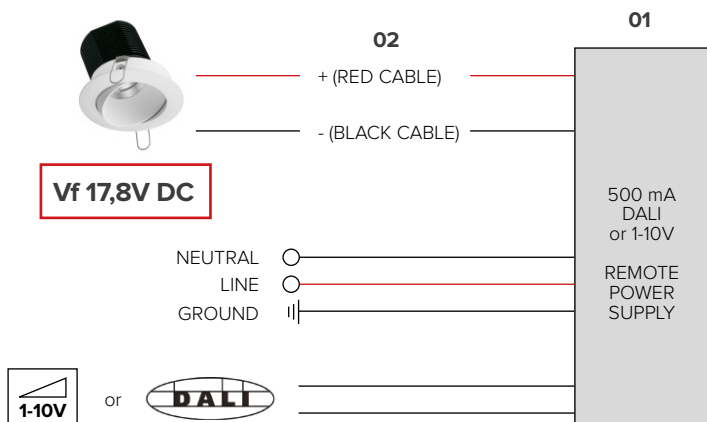 01
02
+ (RED CABLE)
- (BLACK CABLE)
Vf 17,8V DC
500 mA
DALI
or 1-10V
REMOTE
POWER
SUPPLY
NEUTRAL
LINE
GROUND
1-10V
or
DALI